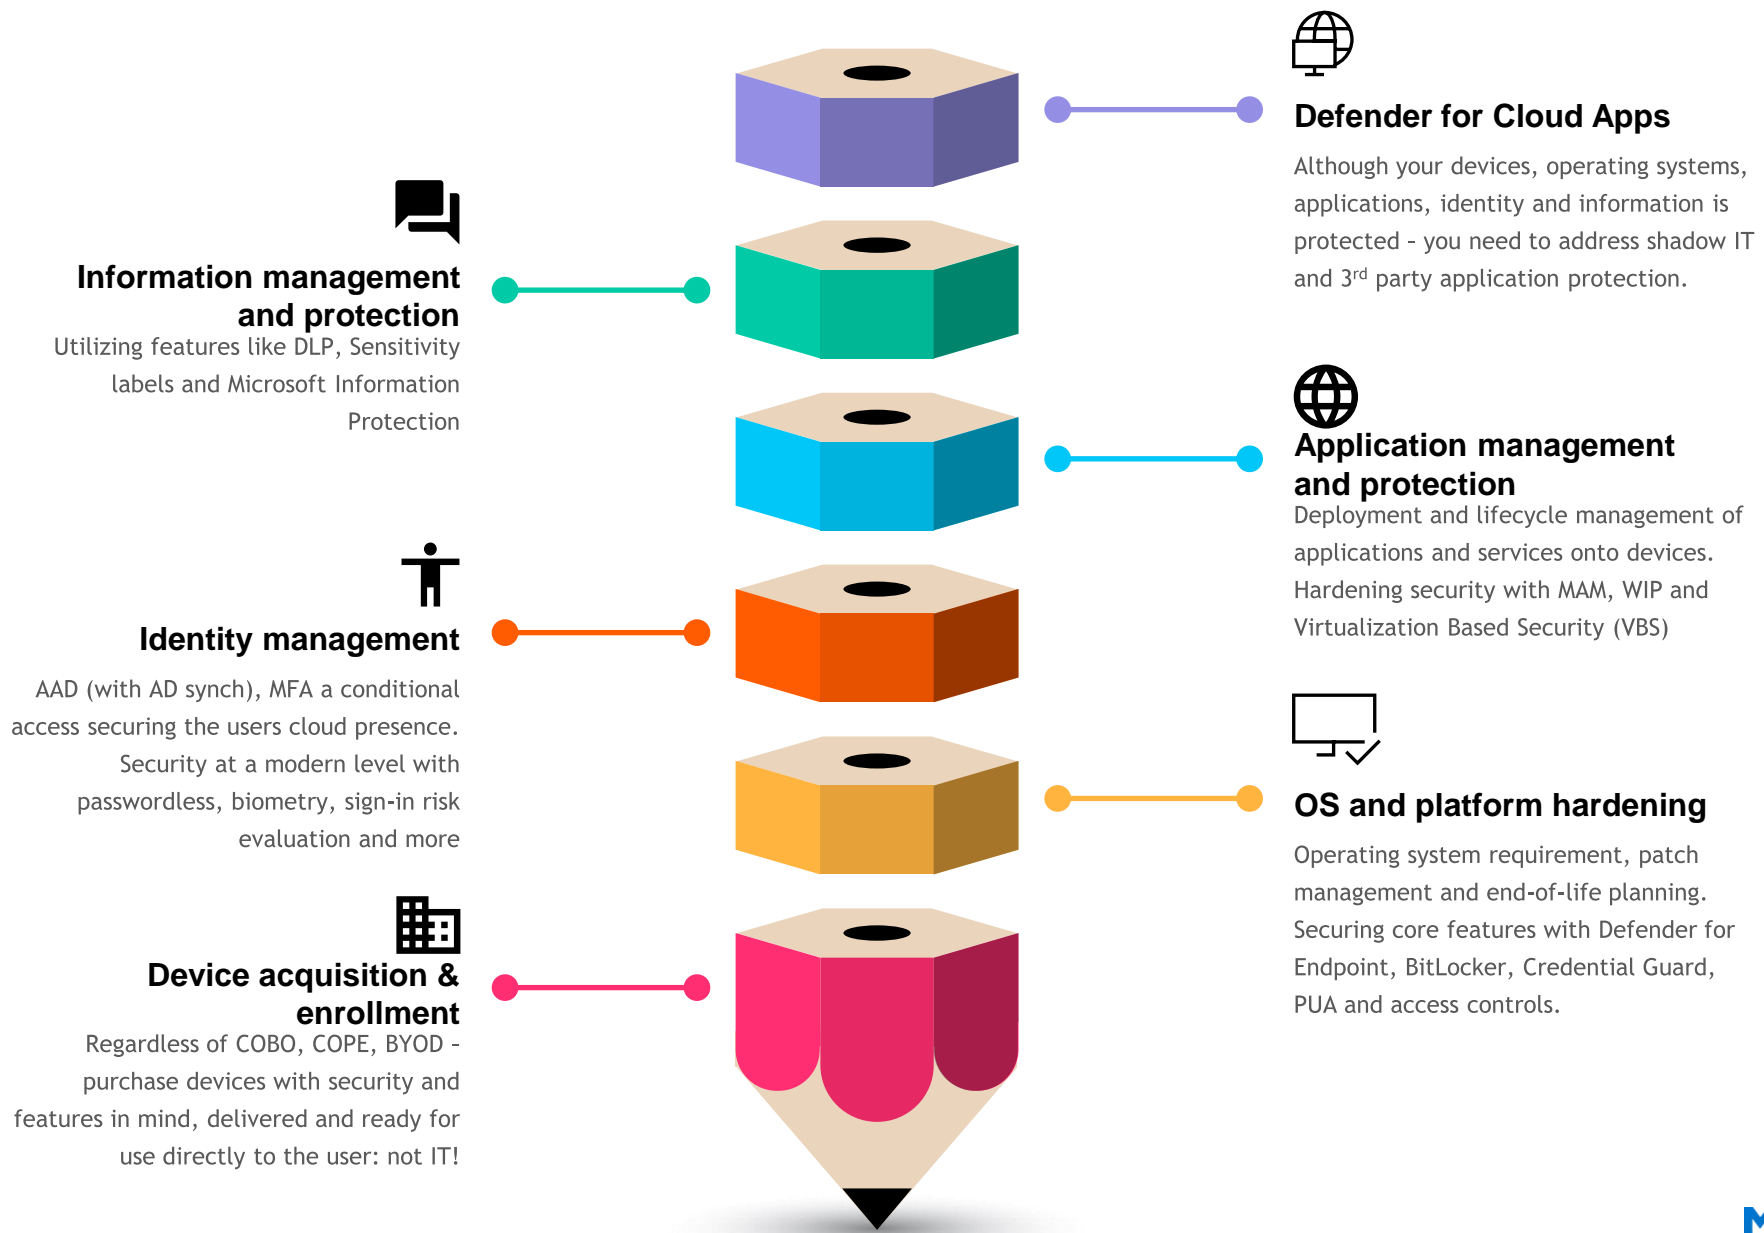 Defender for Cloud Apps
Although your devices, operating systems,
applications, identity and information is
protected – you need to address shadow IT
and 3rd party application protection.
Information management
and protection
Utilizing features like DLP, Sensitivity
labels and Microsoft Information
Protection
Application management
and protection
Deployment and lifecycle management of
applications and services onto devices.
Hardening security with MAM, WIP and
Virtualization Based Security (VBS)
Identity management
AAD (with AD synch), MFA a conditional
access securing the users cloud presence.
Security at a modern level with
passwordless, biometry, sign-in risk
evaluation and more
OS and platform hardening
Operating system requirement, patch
management and end-of-life planning.
Securing core features with Defender for
Endpoint, BitLocker, Credential Guard,
PUA and access controls.
Device acquisition &
enrollment
Regardless of COBO, COPE, BYOD –
purchase devices with security and
features in mind, delivered and ready for
use directly to the user: not IT!